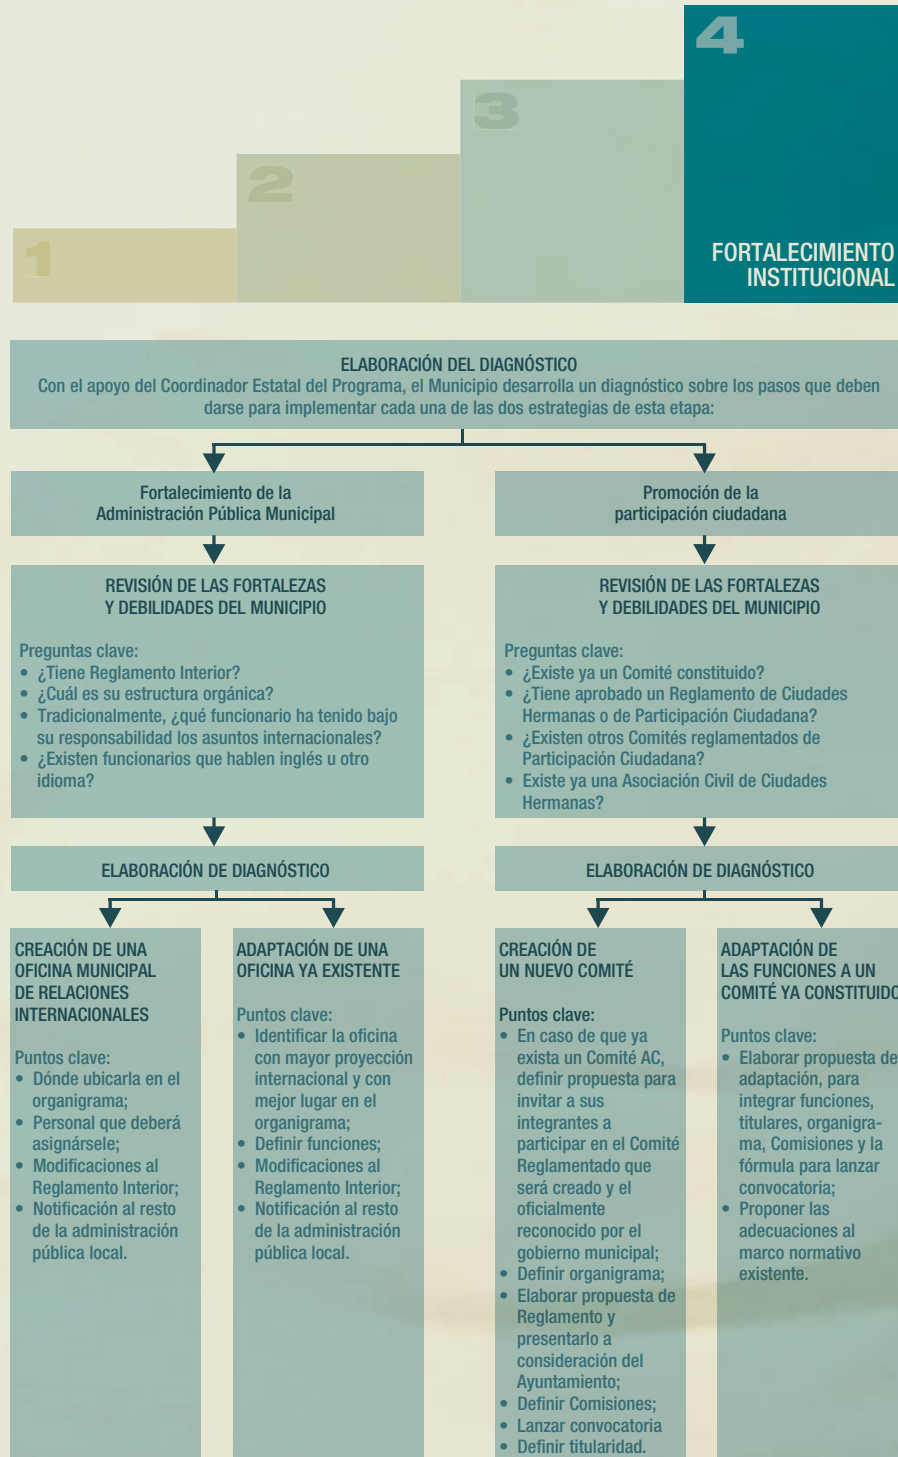 1
2
3
4
FORTALECIMIENTO
INSTITUCIONAL
ELABORACIÓN DEL DIAGNÓSTICO
Con el apoyo del Coordinador Estatal del Programa, el Municipio desarrolla un diagnóstico sobre los pasos que deben
darse para implementar cada una de las dos estrategias de esta etapa:
Fortalecimiento de la
Administración Pública Municipal
REVISIÓN DE LAS FORTALEZAS
Y DEBILIDADES DEL MUNICIPIO
Preguntas clave:
• ¿Tiene Reglamento Interior?
• ¿Cuál es su estructura orgánica?
• Tradicionalmente, ¿qué funcionario ha tenido bajo
su responsabilidad los asuntos internacionales?
• ¿Existen funcionarios que hablen inglés u otro
idioma?
ELABORACIÓN DE DIAGNÓSTICO
CREACIÓN DE UNA
OFICINA MUNICIPAL
DE RELACIONES
INTERNACIONALES
Puntos clave:
• Dónde ubicarla en el
organigrama;
• Personal que deberá
asignársele;
• Modificaciones al
Reglamento Interior;
• Notificación al resto
de la administración
pública local.
ADAPTACIÓN DE UNA
OFICINA YA EXISTENTE
Puntos clave:
• Identificar la oficina
con mayor proyección
internacional y con
mejor lugar en el
organigrama;
• Definir funciones;
• Modificaciones al
Reglamento Interior;
• Notificación al resto
de la administración
pública local.
Promoción de la
participación ciudadana
REVISIÓN DE LAS FORTALEZAS
Y DEBILIDADES DEL MUNICIPIO
Preguntas clave:
• ¿Existe ya un Comité constituido?
• ¿Tiene aprobado un Reglamento de Ciudades
Hermanas o de Participación Ciudadana?
• ¿Existen otros Comités reglamentados de
Participación Ciudadana?
• Existe ya una Asociación Civil de Ciudades
Hermanas?
ELABORACIÓN DE DIAGNÓSTICO
CREACIÓN DE
UN NUEVO COMITÉ
Puntos clave:
• En caso de que ya
exista un Comité AC,
definir propuesta para
invitar a sus
integrantes a
participar en el Comité
Reglamentado que
será creado y el
oficialmente
reconocido por el
gobierno municipal;
• Definir organigrama;
• Elaborar propuesta de
Reglamento y
presentarlo a
consideración del
Ayuntamiento;
• Definir Comisiones;
• Lanzar convocatoria
• Definir titularidad.
ADAPTACIÓN DE
LAS FUNCIONES A UN
COMITÉ YA CONSTITUIDO
Puntos clave:
• Elaborar propuesta de
adaptación, para
integrar funciones,
titulares, organigra-
ma, Comisiones y la
fórmula para lanzar
convocatoria;
• Proponer las
adecuaciones al
marco normativo
existente.